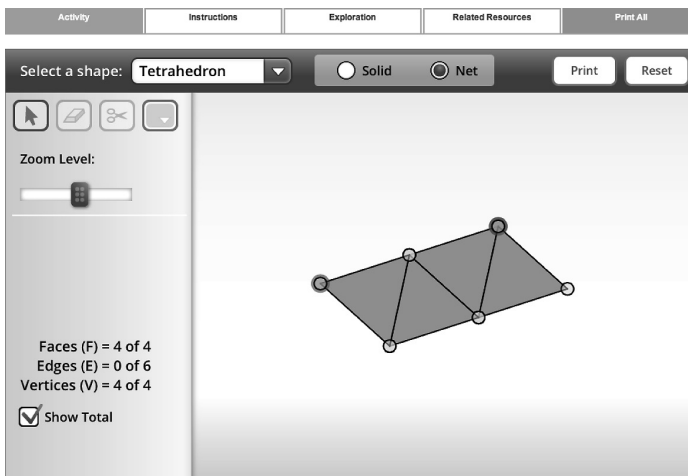 Activity
Instructions
Exploration
Related Resources
Print All
Select a shape: Tetrahedron
Solid
Net
Print
Reset
Zoom Level:
Faces (F) = 4 of 4
Edges (E) = 0 of 6
Vertices (V) = 4 of 4
Show Total